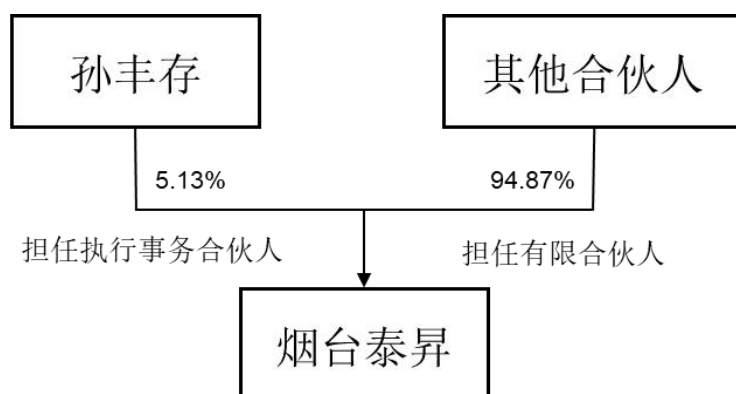 孙丰存
其他合伙人
5.13%
94.87%
担任执行事务合伙人
担任有限合伙人
烟台泰昇